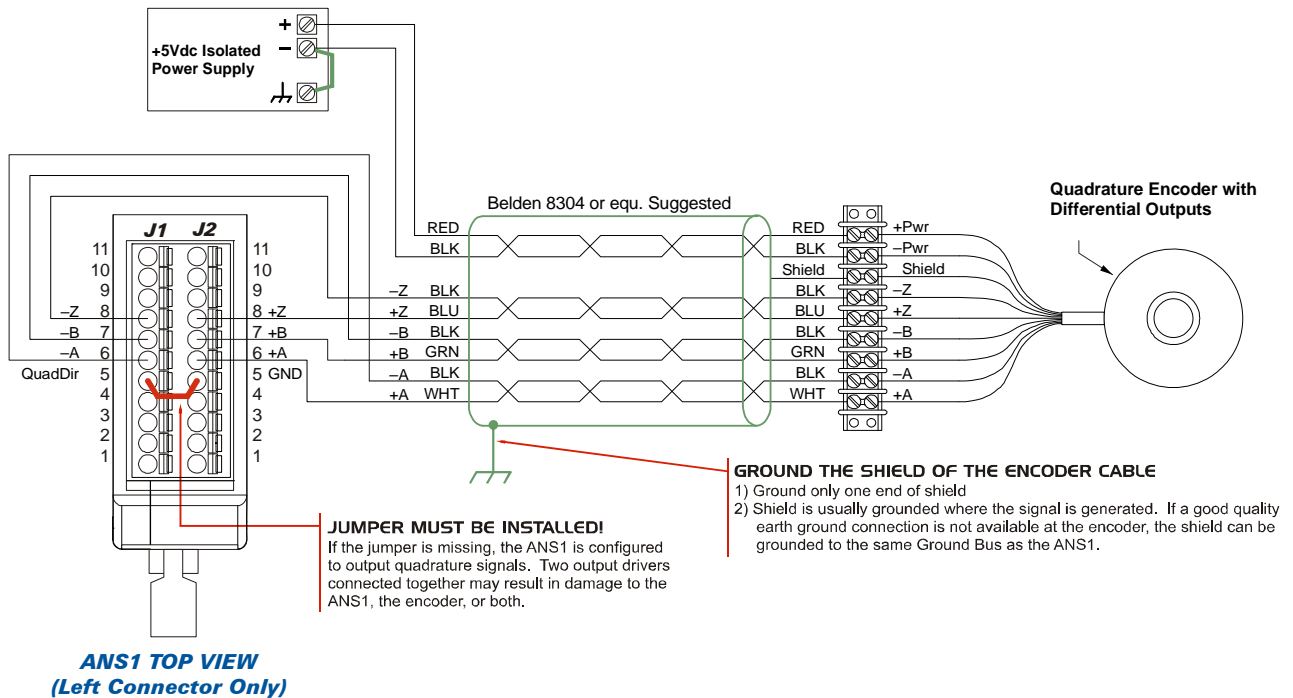 +
+5Vdc Isolated
Power Supply
–
Belden 8304 or equ. Suggested
Quadrature Encoder with
Differential Outputs
RED
BLK
–Z BLK
+Z BLU
–B BLK
+B GRN
–A BLK
+A WHT
RED +Pwr
BLK –Pwr
Shield Shield
BLK –Z
BLU +Z
BLK –B
GRN +B
BLK –A
WHT +A
J1 J2
11 11
10 10
9 9
–Z 8 8 +Z
–B 7 7 +B
–A 6 6 +A
QuadDir 5 5 GND
4 4
3 3
2 2
1 1
GROUND THE SHIELD OF THE ENCODER CABLE
1) Ground only one end of shield
2) Shield is usually grounded where the signal is generated. If a good quality
earth ground connection is not available at the encoder, the shield can be
grounded to the same Ground Bus as the ANS1.
JUMPER MUST BE INSTALLED!
If the jumper is missing, the ANS1 is configured
to output quadrature signals. Two output drivers
connected together may result in damage to the
ANS1, the encoder, or both.
ANS1 TOP VIEW
(Left Connector Only)